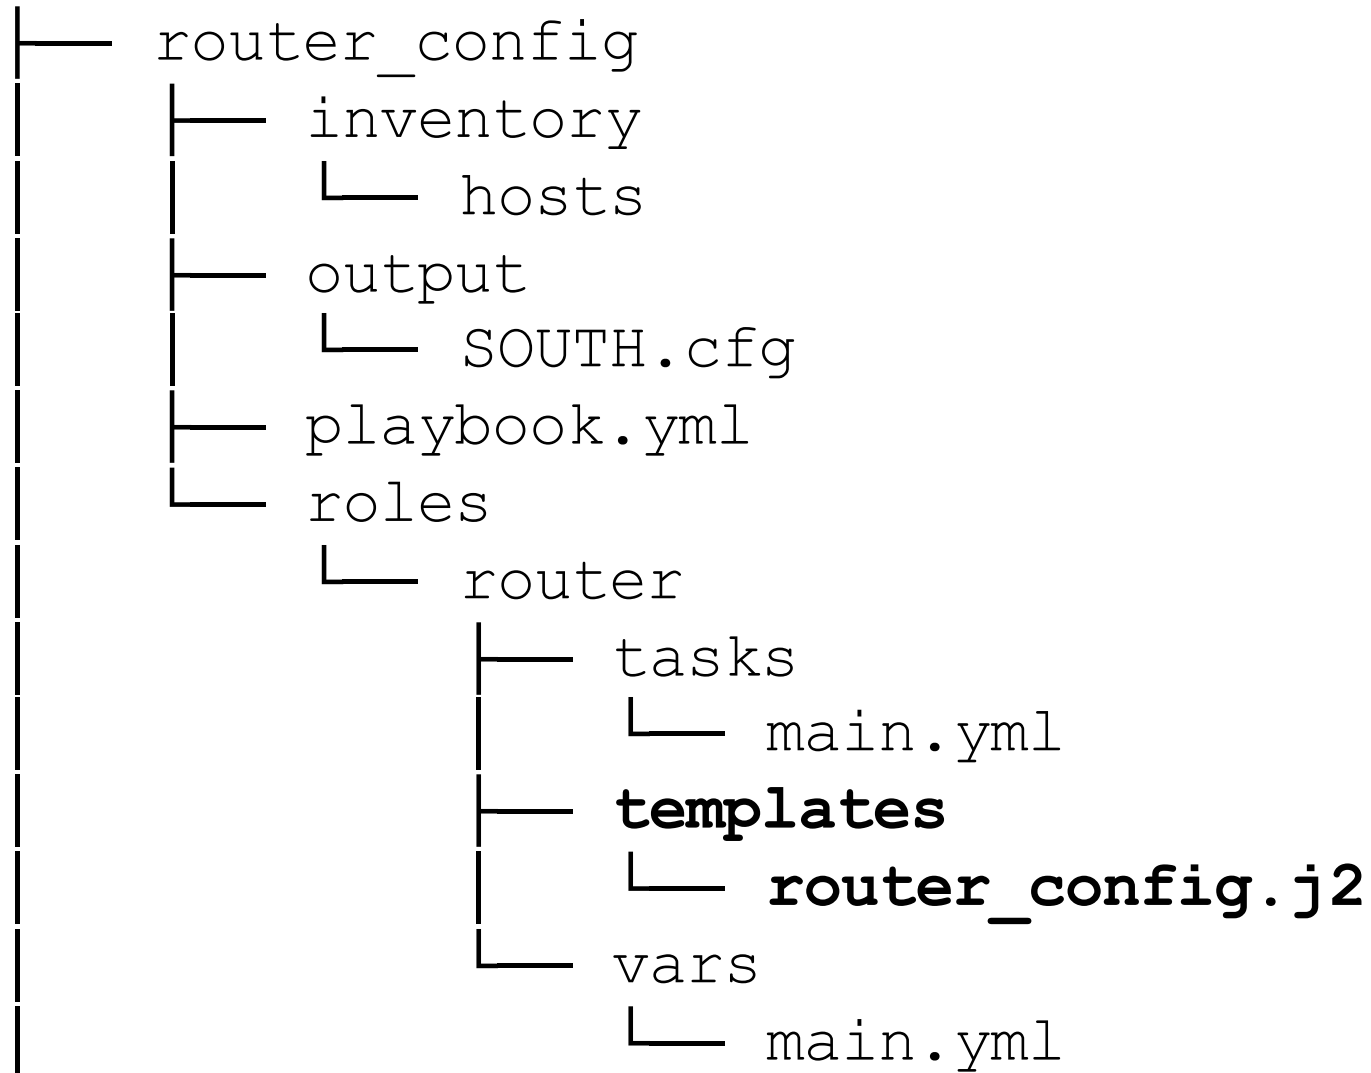 router_config
inventory
hosts
output
SOUTH.cfg
playbook.yml
roles
router
tasks
main.yml
templates
router_config.j2
vars
main.yml